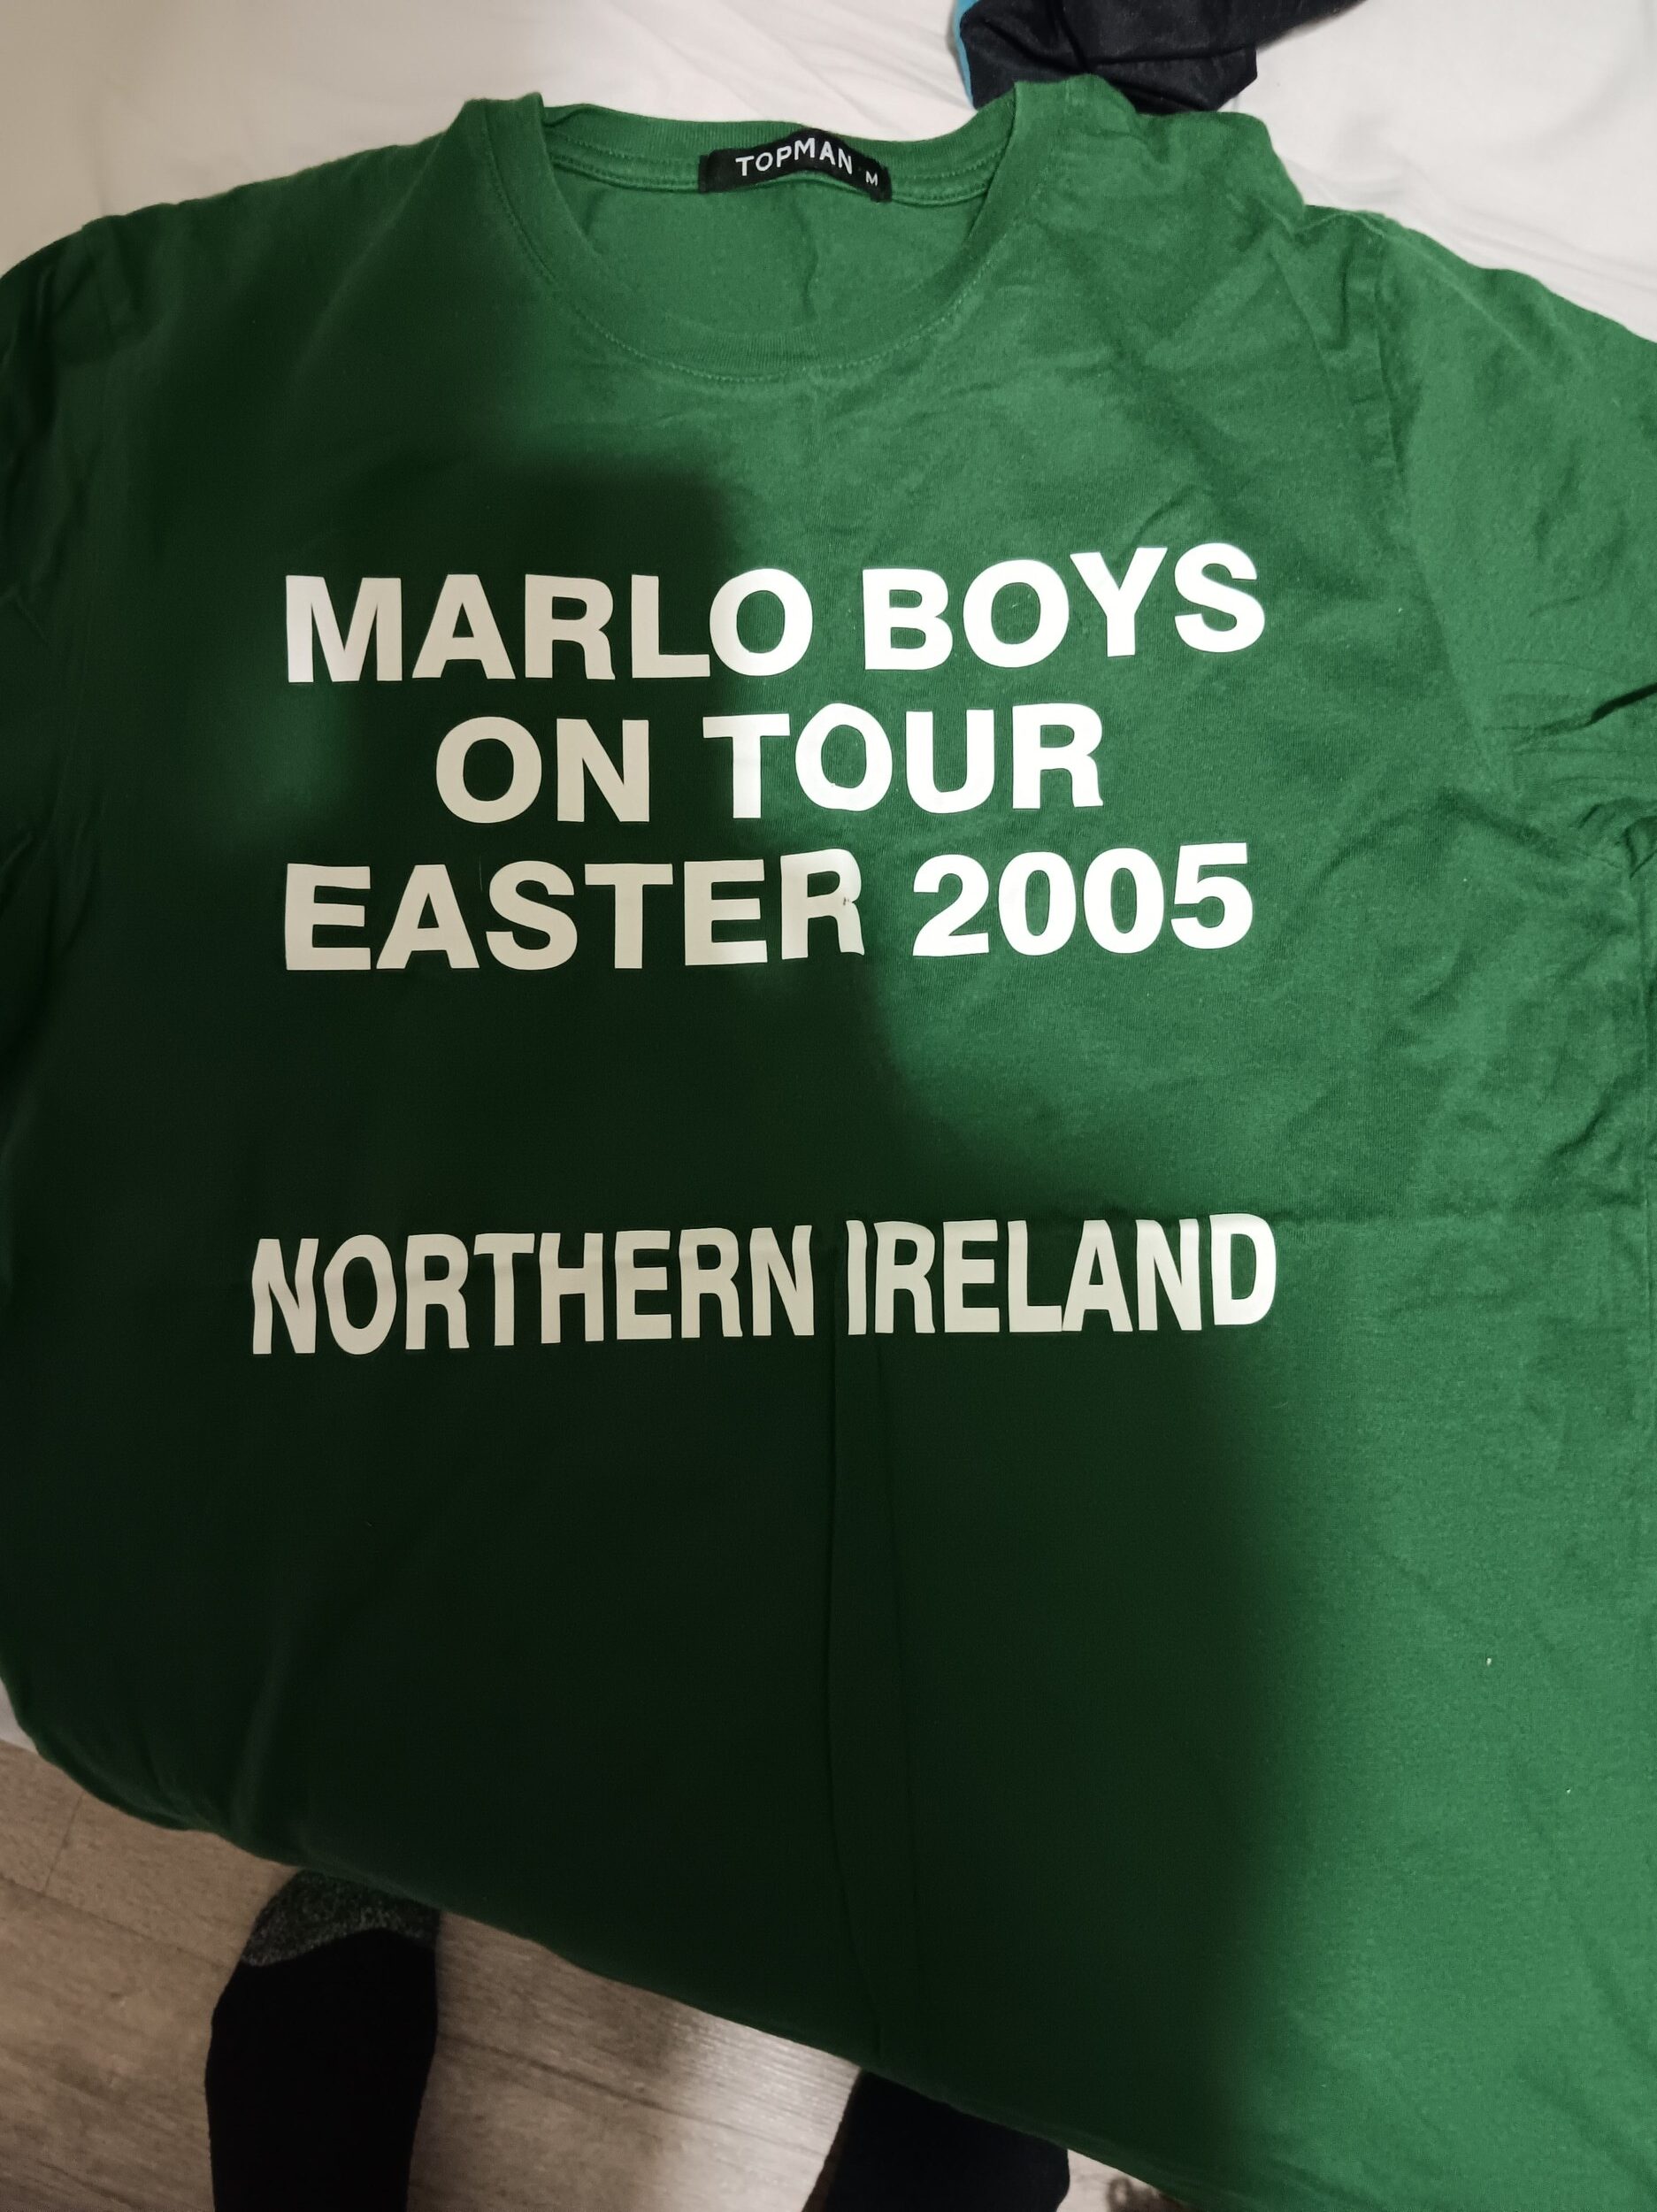 TOPMAN M
MARLO BOYS
ON TOUR
EASTER 2005
NORTHERN IRELAND